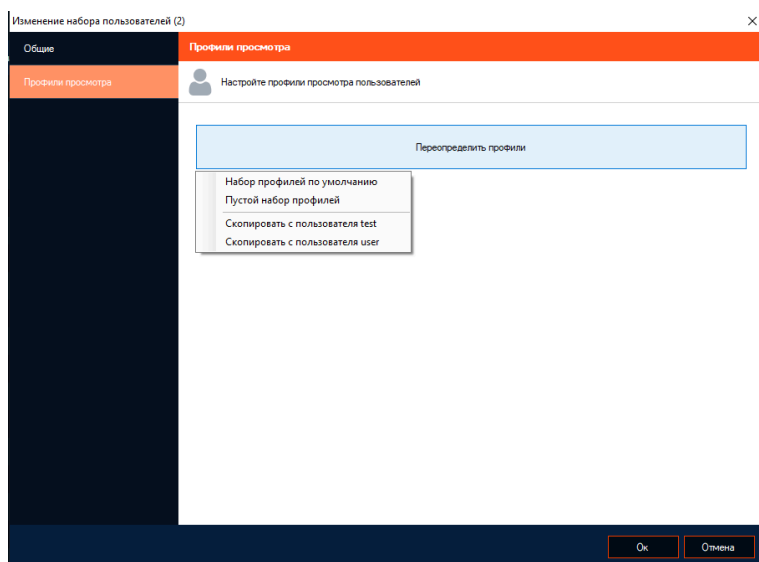 Изменение набора пользователей (2)
Общие
Профили просмотра
Профили просмотра
Настройте профили просмотра пользователей
Переопределить профили
Набор профилей по умолчанию
Пустой набор профилей
Скопировать с пользователя test
Скопировать с пользователя user
Ок
Отмена